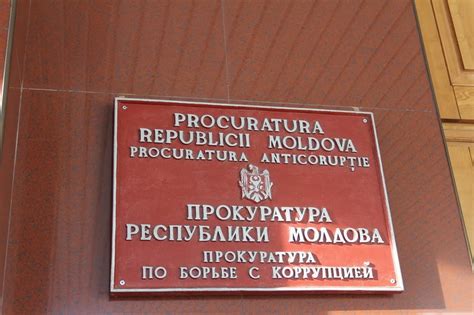 PROCURATURA
REPUBLICII MOLDOVA
PROCURATURA ANTICORUPȚIE
ПРОКУРАТУРА
РЕСПУБЛИКИ МОЛДОВА
ПРОКУРАТУРА
ПО БОРЬБЕ С КОРРУПЦИЕЙ